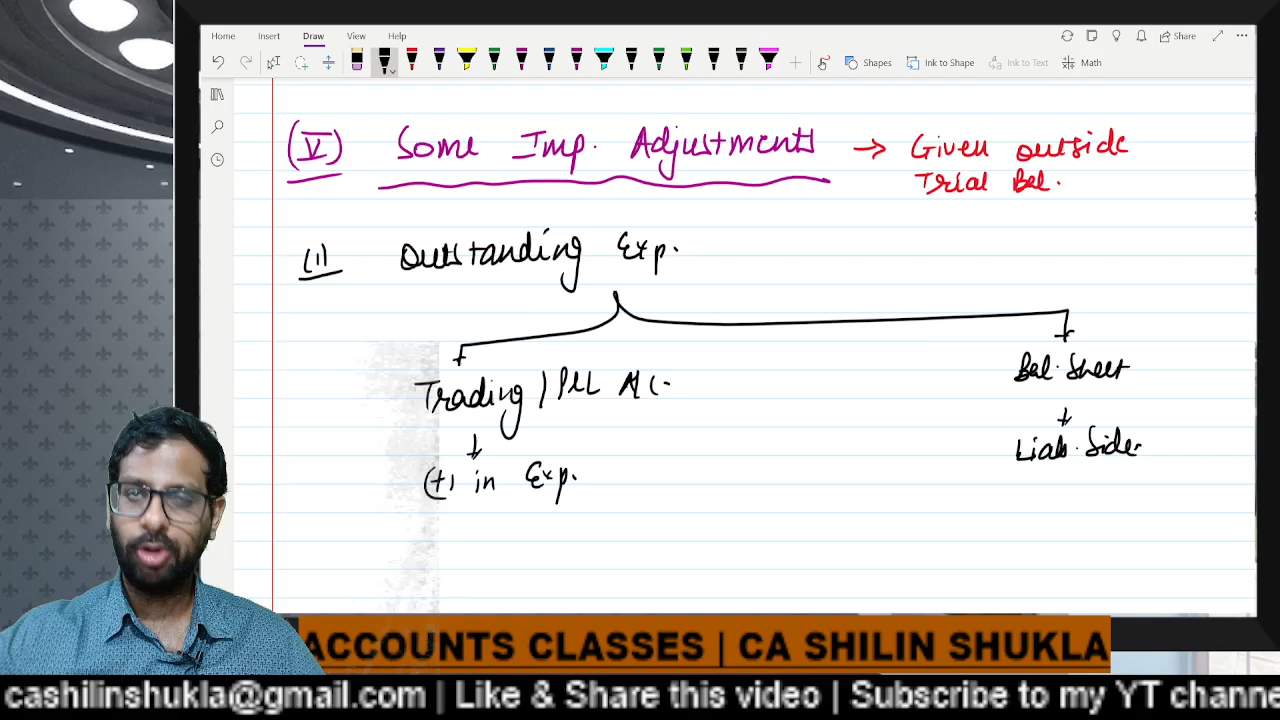 Home Insert Draw View Help
Share
Shapes Ink to Shape Ink to Text Math
(V) Some Imp. Adjustments → Given outside
Trial Bal.
(1) Outstanding Exp.
Trading / P&L A/c.
Bal. Sheet
(+) in Exp.
Liab. Side.
ACCOUNTS CLASSES | CA SHILIN SHUKLA
cashilinshukla@gmail.com | Like & Share this video | Subscribe to my YT channe